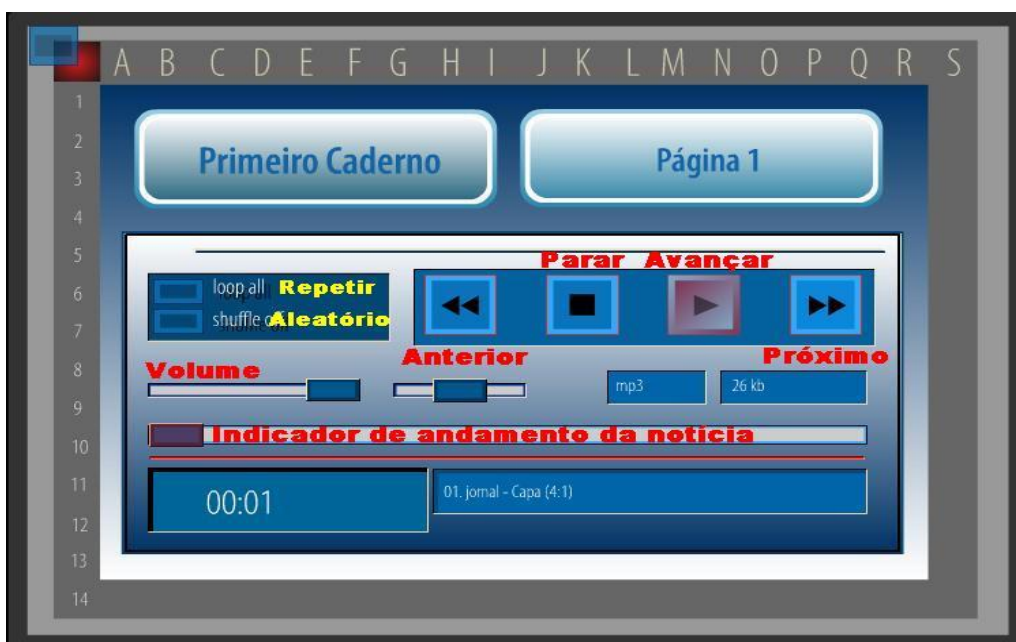 A B C D E F G H I J K L M N O P Q R S
1
2
3
4
5
6
7
8
9
10
11
12
13
14
Primeiro Caderno
Página 1
Parar Avançar
loop all Repetir
shuffle Aleatório
Anterior
Próximo
Volume
mp3
26 kb
Indicador de andamento da notícia
00:01
01. jornal - Capa (4:1)